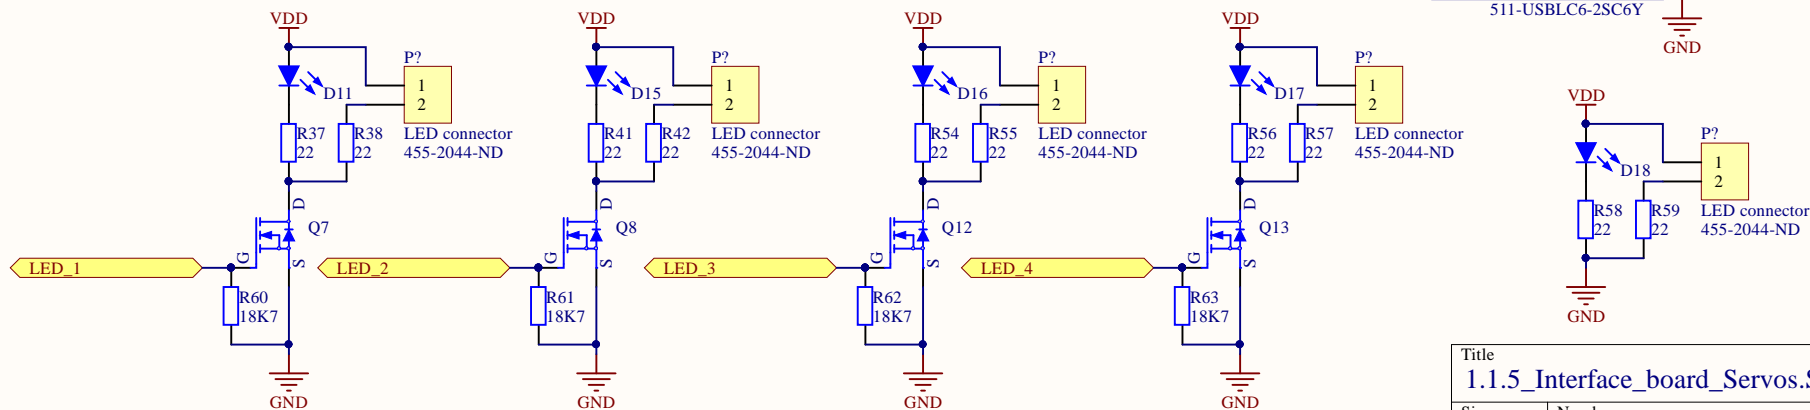 511-USBLC6-2SC6Y
GND
VDD
P?
1
2
D11
R37
22
R38
22
LED connector
455-2044-ND
D
Q7
G
S
LED_1
R60
18K7
GND
VDD
P?
1
2
D15
R41
22
R42
22
LED connector
455-2044-ND
D
Q8
G
S
LED_2
R61
18K7
GND
VDD
P?
1
2
D16
R54
22
R55
22
LED connector
455-2044-ND
D
Q12
G
S
LED_3
R62
18K7
GND
VDD
P?
1
2
D17
R56
22
R57
22
LED connector
455-2044-ND
D
Q13
G
S
LED_4
R63
18K7
GND
VDD
P?
1
2
D18
R58
22
R59
22
LED connector
455-2044-ND
GND
Title
1.1.5_Interface_board_Servos.S